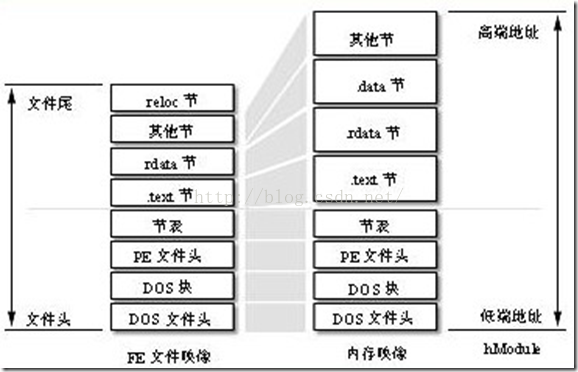 其他节
高端地址
.data 节
文件尾
reloc 节
其他节
.rdata 节
rdata 节
.text 节
.text 节
http://blog.csdn.net/
节表
节表
PE 文件头
PE 文件头
DOS 块
DOS 块
文件头
DOS 文件头
DOS 文件头
低端地址
FE 文件映像
内存映像
hModule